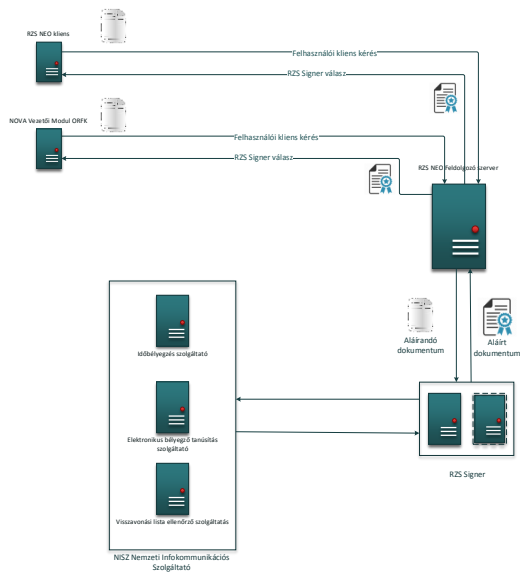 RZS NEO kliens
Felhasználói kliens kérés
RZS Signer válasz
NOVA Vezetői Modul ORFK
Felhasználói kliens kérés
RZS Signer válasz
RZS NEO Feldolgozó szerver
Aláírandó
dokumentum
Aláírt
dokumentum
Időbélyegzés szolgáltató
Elektronikus bélyegző tanúsítás
szolgáltató
Visszavonási lista ellenőrző szolgáltatás
RZS Signer
NISZ Nemzeti Infokommunikációs
Szolgáltató